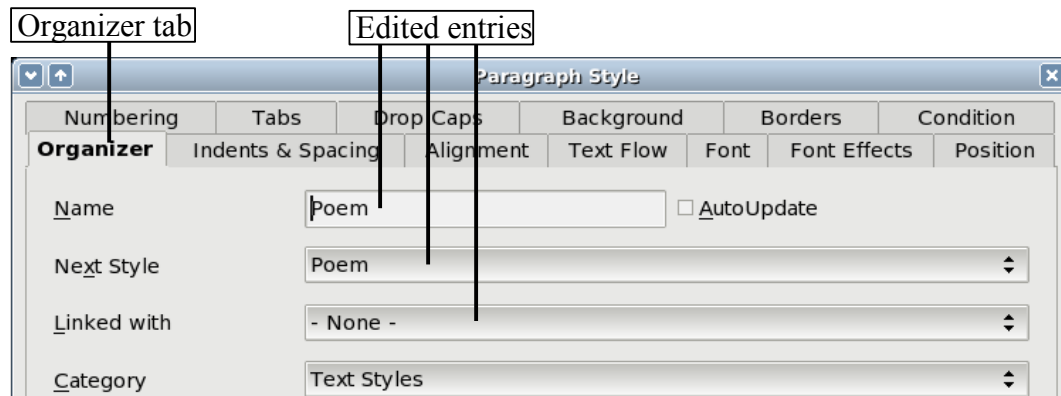 Organizer tab Edited entries
Paragraph Style
Numbering Tabs Drop Caps Background Borders Condition
Organizer Indents & Spacing Alignment Text Flow Font Font Effects Position
Name Poem AutoUpdate
Next Style Poem
Linked with - None -
Category Text Styles